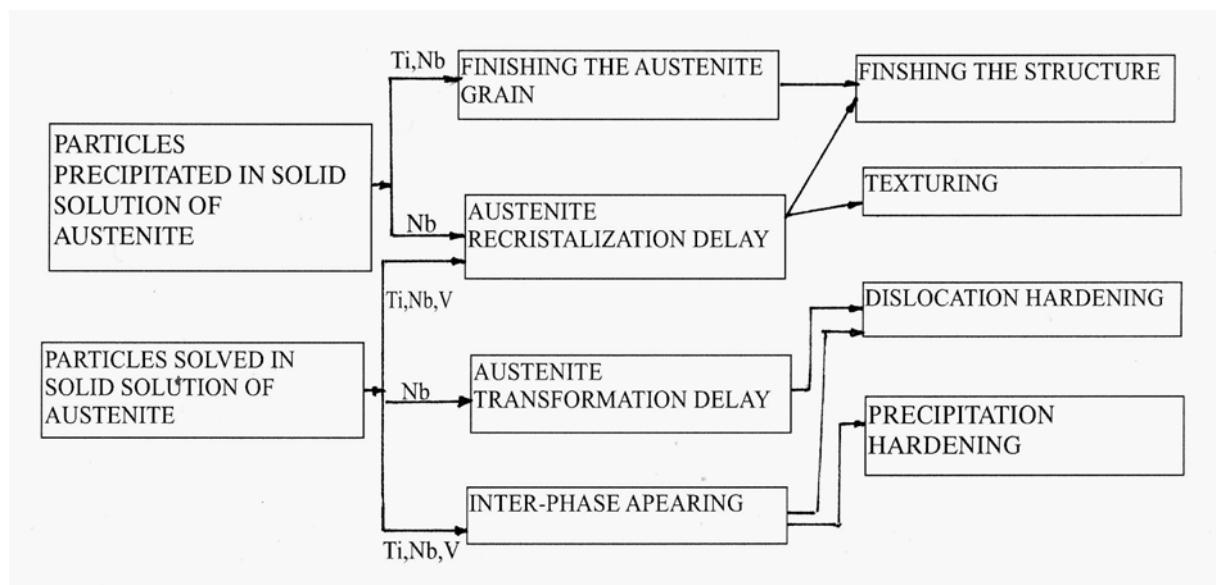 Ti,Nb
FINISHING THE AUSTENITE
GRAIN
FINSHING THE STRUCTURE
PARTICLES
PRECIPITATED IN SOLID
SOLUTION OF
AUSTENITE
TEXTURING
Nb
AUSTENITE
RECRISTALIZATION DELAY
Ti,Nb,V
DISLOCATION HARDENING
PARTICLES SOLVED IN
SOLID SOLUTION OF
AUSTENITE
Nb
AUSTENITE
TRANSFORMATION DELAY
PRECIPITATION
HARDENING
INTER-PHASE APEARING
Ti,Nb,V